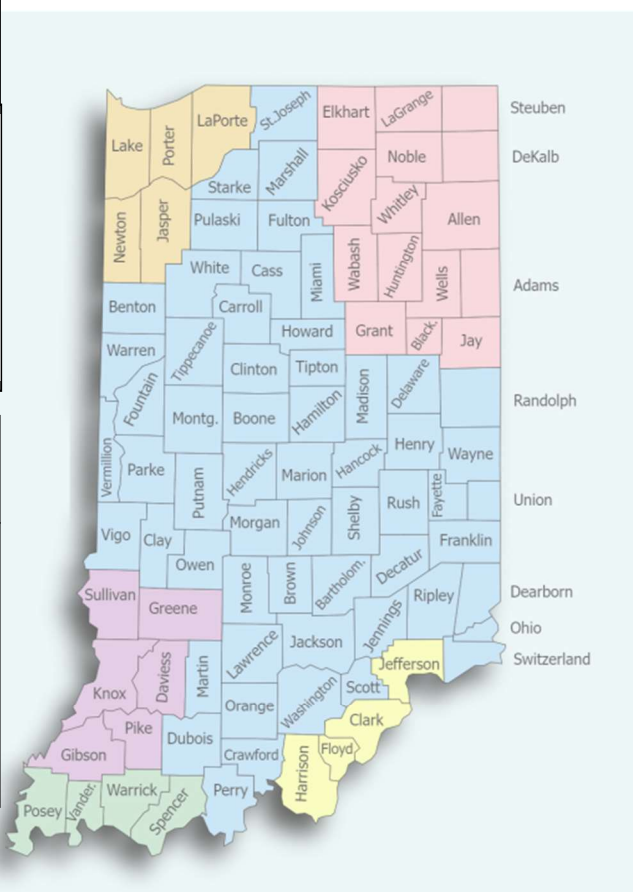 Steuben
LaGrange
Elkhart
St.Joseph
LaPorte
Porter
Lake
DeKalb
Noble
Kosciusko
Marshall
Starke
Whitley
Allen
Fulton
Pulaski
Jasper
Newton
White
Cass
Miami
Wabash
Huntington
Wells
Adams
Benton
Carroll
Howard
Grant
Black.
Jay
Warren
Tippecanoe
Clinton
Tipton
Madison
Delaware
Randolph
Fountain
Montg.
Boone
Hamilton
Henry
Wayne
Vermillion
Parke
Putnam
Hendricks
Marion
Hancock
Shelby
Rush
Fayette
Union
Vigo
Clay
Owen
Morgan
Johnson
Franklin
Sullivan
Greene
Monroe
Brown
Bartholom.
Decatur
Ripley
Dearborn
Ohio
Switzerland
Knox
Daviess
Martin
Lawrence
Jackson
Jennings
Jefferson
Scott
Washington
Orange
Clark
Floyd
Harrison
Gibson
Pike
Dubois
Crawford
Perry
Posey
Vander.
Warrick
Spencer